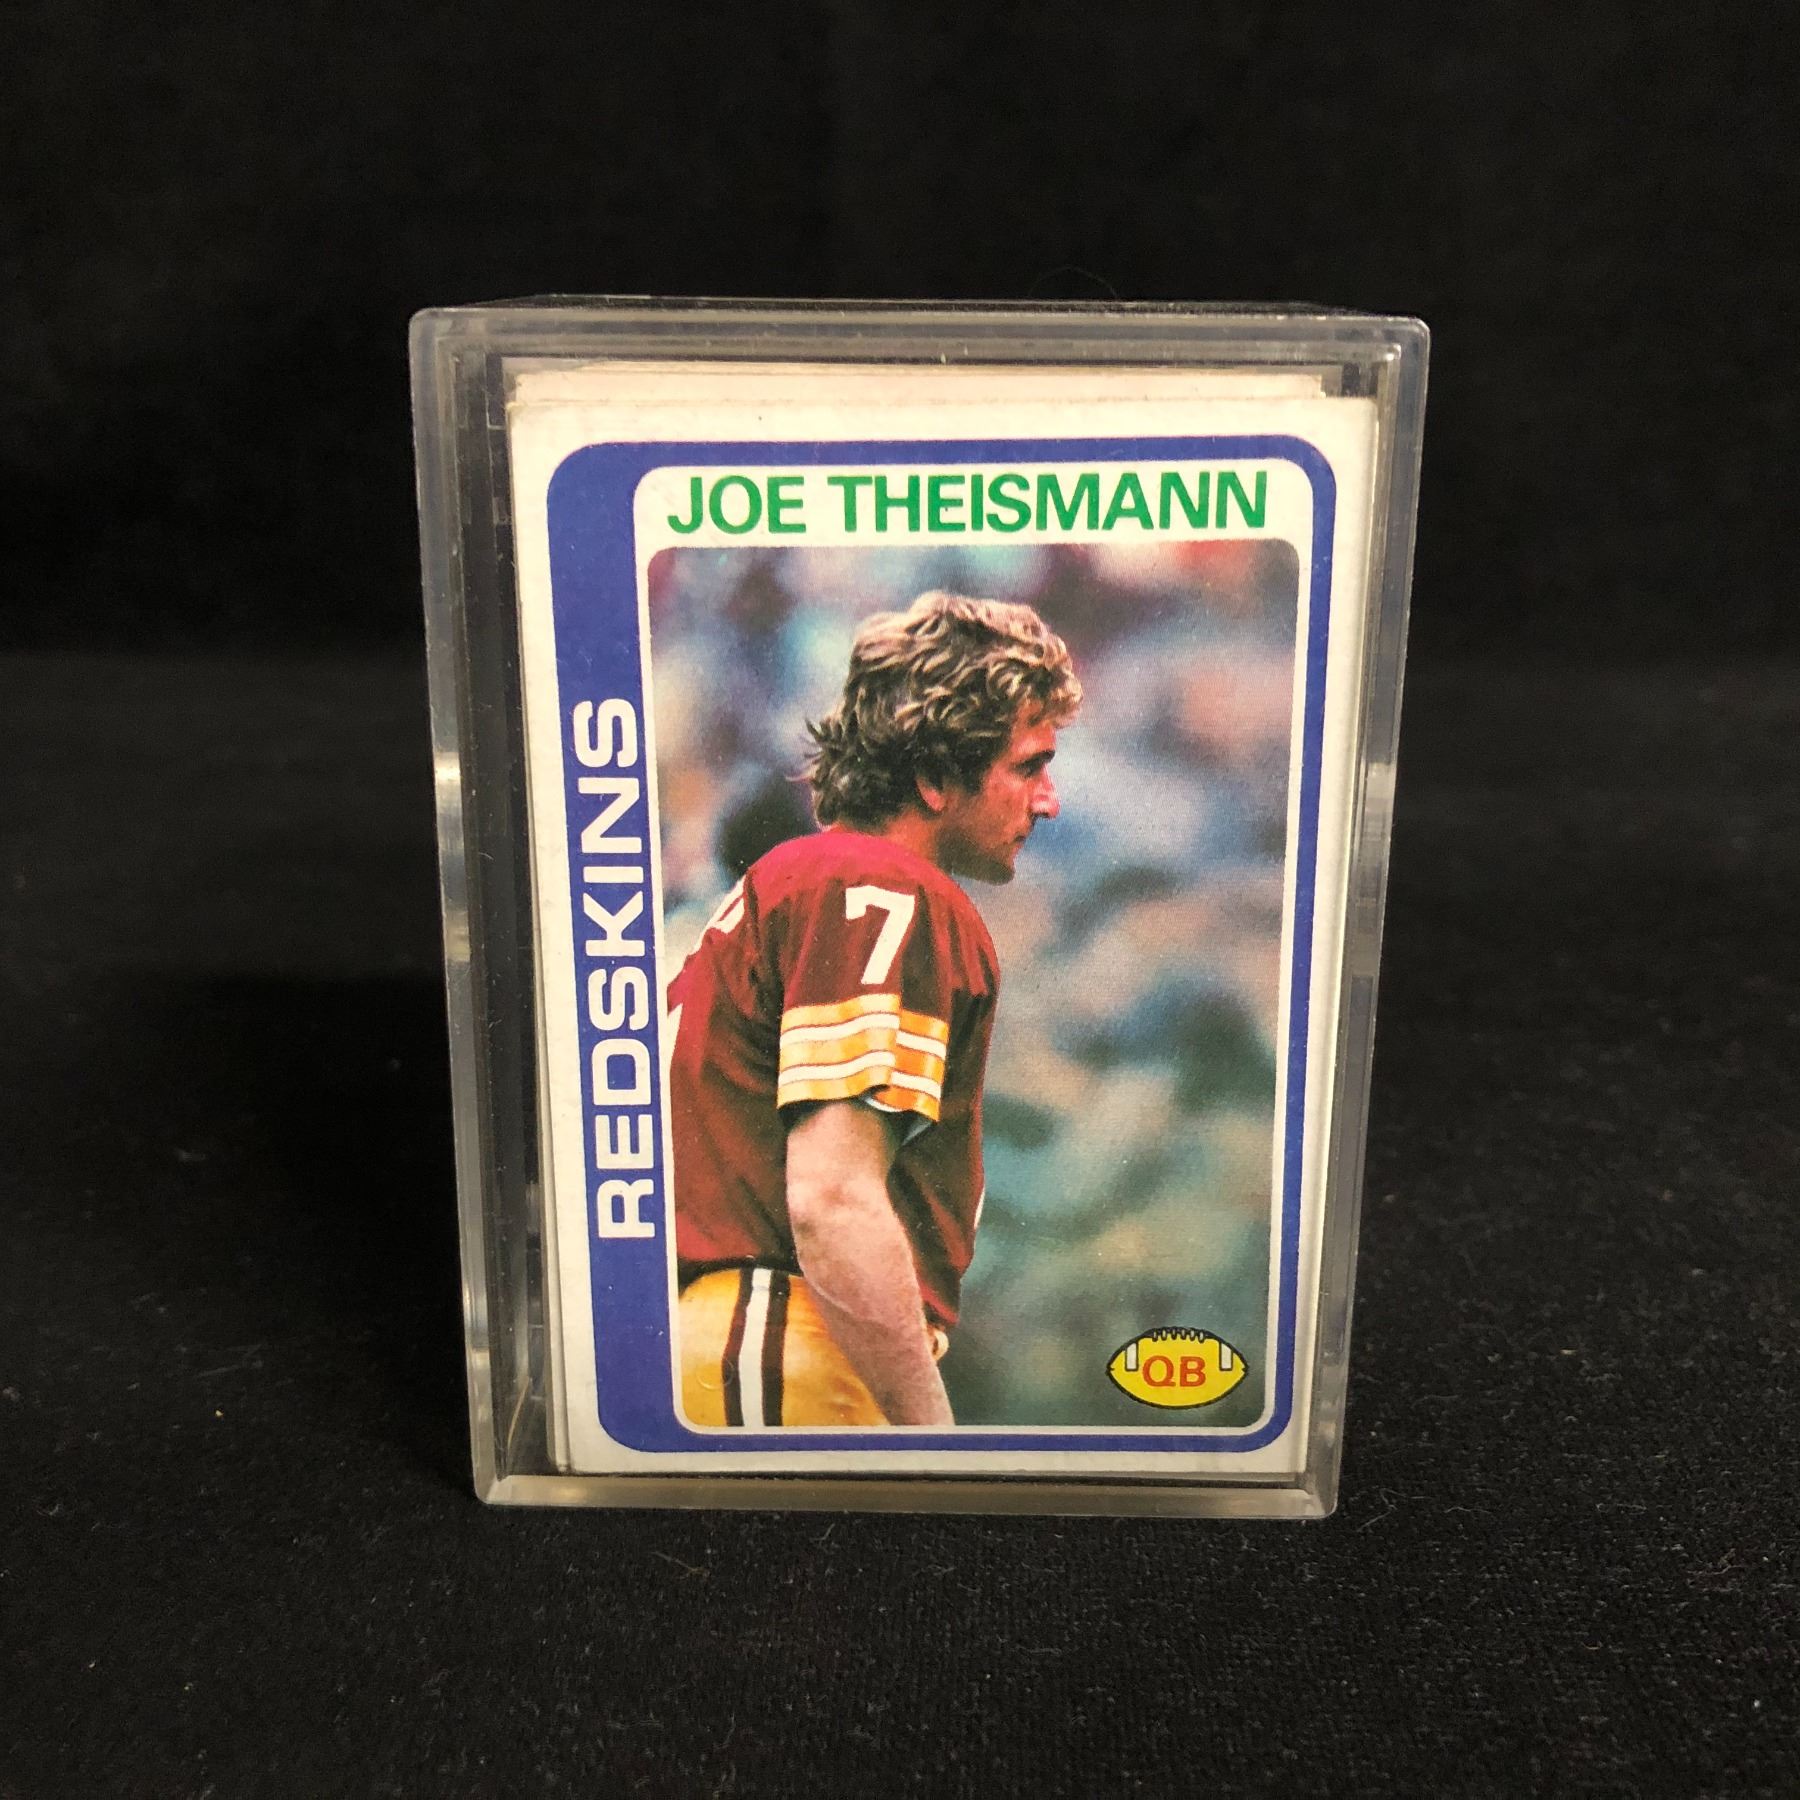 JOE THEISMANN
REDSKINS
7
QB